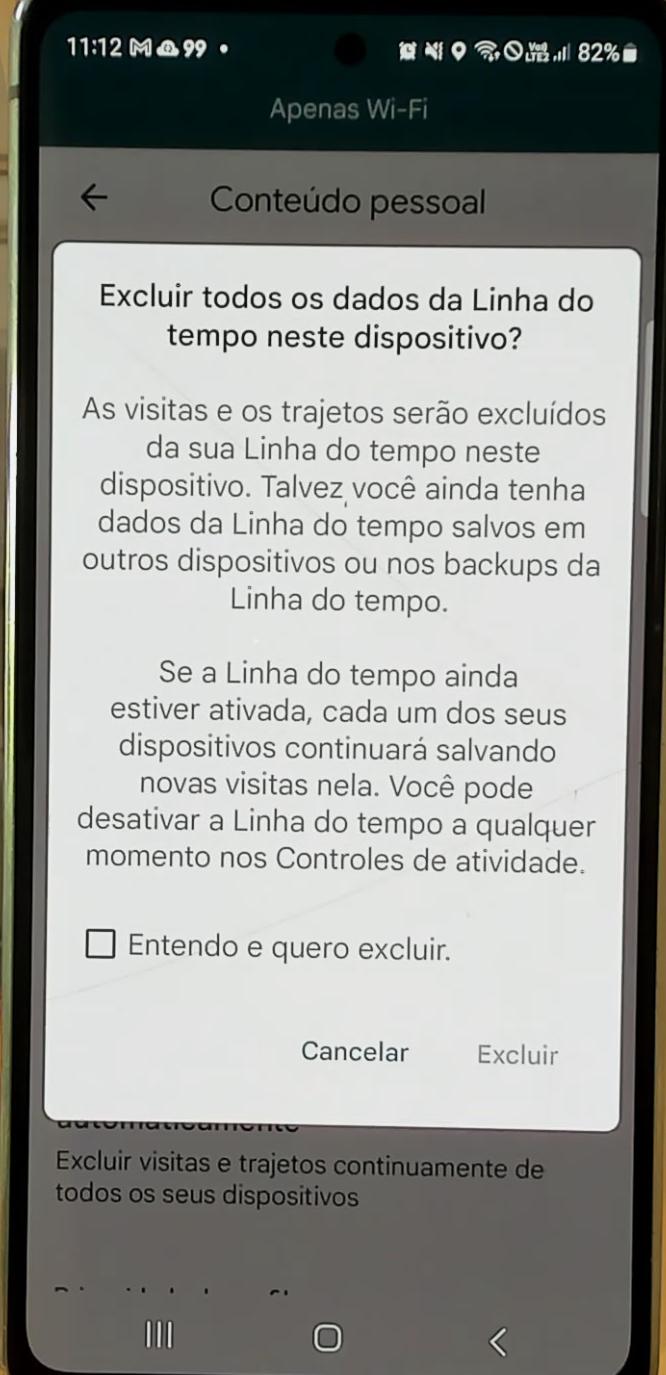 11:12 99 VoD LTE2 82%
Apenas Wi-Fi
Conteúdo pessoal
Excluir todos os dados da Linha do
tempo neste dispositivo?
As visitas e os trajetos serão excluídos
da sua Linha do tempo neste
dispositivo. Talvez você ainda tenha
dados da Linha do tempo salvos em
outros dispositivos ou nos backups da
Linha do tempo.
Se a Linha do tempo ainda
estiver ativada, cada um dos seus
dispositivos continuará salvando
novas visitas nela. Você pode
desativar a Linha do tempo a qualquer
momento nos Controles de atividade.
Entendo e quero excluir.
Cancelar Excluir
automaticamente
Excluir visitas e trajetos continuamente de
todos os seus dispositivos